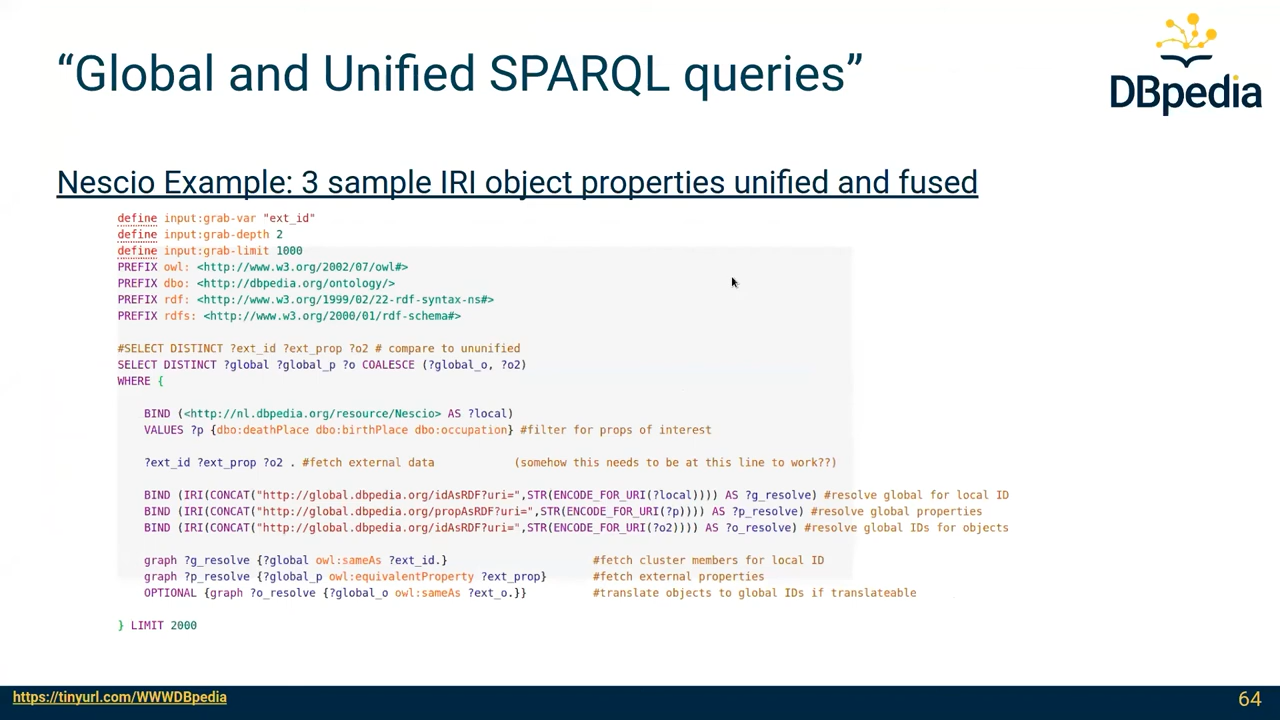 “Global and Unified SPARQL queries”
DBpedia
Nescio Example: 3 sample IRI object properties unified and fused
define input:grab-var "ext_id"
define input:grab-depth 2
define input:grab-limit 1000
PREFIX owl: <http://www.w3.org/2002/07/owl#>
PREFIX dbo: <http://dbpedia.org/ontology/>
PREFIX rdf: <http://www.w3.org/1999/02/22-rdf-syntax-ns#>
PREFIX rdfs: <http://www.w3.org/2000/01/rdf-schema#>
#SELECT DISTINCT ?ext_id ?ext_prop ?o2 # compare to ununified
SELECT DISTINCT ?global ?global_p ?o COALESCE (?global_o, ?o2)
WHERE {
BIND (<http://nl.dbpedia.org/resource/Nescio> AS ?local)
VALUES ?p {dbo:deathPlace dbo:birthPlace dbo:occupation} #filter for props of interest
?ext_id ?ext_prop ?o2 . #fetch external data (somehow this needs to be at this line to work??)
BIND (IRI(CONCAT("http://global.dbpedia.org/idAsRDF?uri=",STR(ENCODE_FOR_URI(?local)))) AS ?g_resolve) #resolve global for local ID
BIND (IRI(CONCAT("http://global.dbpedia.org/propAsRDF?uri=",STR(ENCODE_FOR_URI(?p)))) AS ?p_resolve) #resolve global properties
BIND (IRI(CONCAT("http://global.dbpedia.org/idAsRDF?uri=",STR(ENCODE_FOR_URI(?o2)))) AS ?o_resolve) #resolve global IDs for objects
graph ?g_resolve {?global owl:sameAs ?ext_id.} #fetch cluster members for local ID
graph ?p_resolve {?global_p owl:equivalentProperty ?ext_prop} #fetch external properties
OPTIONAL {graph ?o_resolve {?global_o owl:sameAs ?ext_o.}} #translate objects to global IDs if translateable
} LIMIT 2000
https://tinyurl.com/WWWDBpedia
64